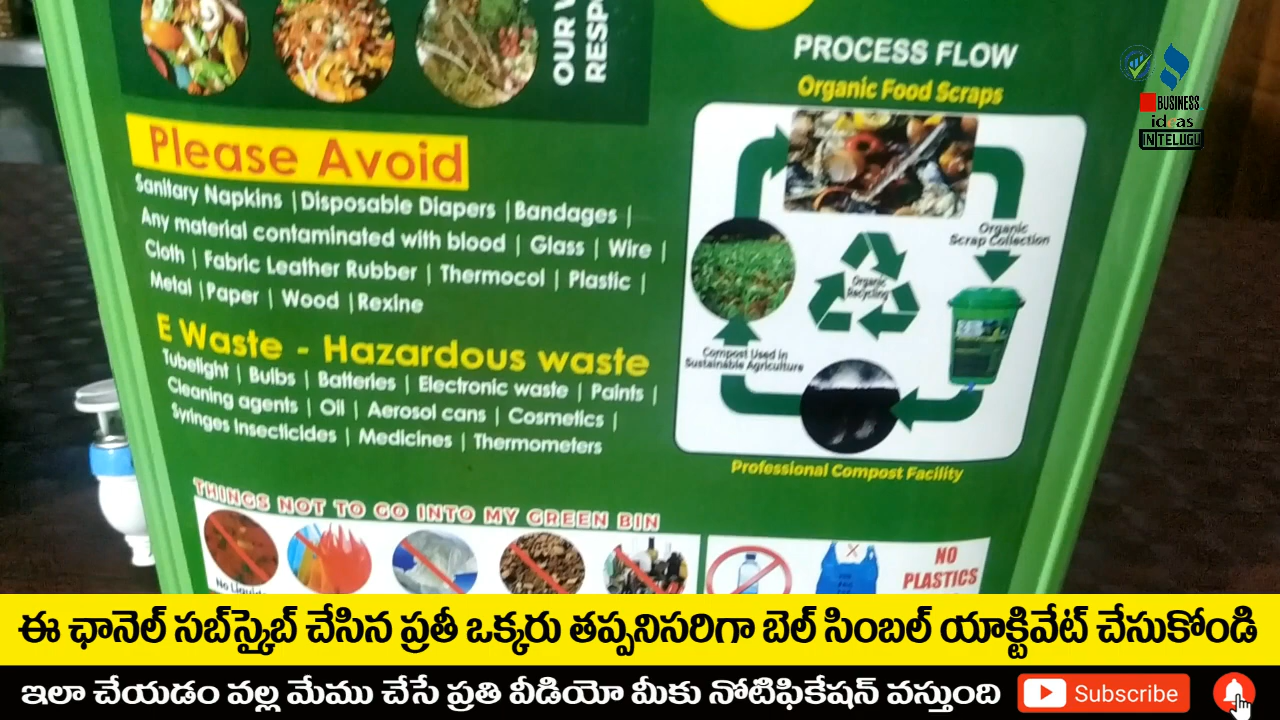 OUR
RESP
PROCESS FLOW
Organic Food Scraps
BUSINESS
ideas
IN TELUGU
Please Avoid
Sanitary Napkins | Disposable Diapers | Bandages |
Any material contaminated with blood | Glass | Wire |
Cloth | Fabric Leather Rubber | Thermocol | Plastic |
Metal | Paper | Wood | Rexine
E Waste - Hazardous waste
Tubelight | Bulbs | Batteries | Electronic waste | Paints |
Cleaning agents | Oil | Aerosol cans | Cosmetics |
Syringes Insecticides | Medicines | Thermometers
Organic
Scrap Collection
Organic
Recycling
Compost Used in
Sustainable Agriculture
Professional Compost Facility
THINGS NOT TO GO INTO MY GREEN BIN
No Liquid
NO
PLASTICS
ఈ ఛానెల్ సబ్‌స్క్రైబ్ చేసిన ప్రతీ ఒక్కరు తప్పనిసరిగా బెల్ సింబల్ యాక్టివేట్ చేసుకోండి
ఇలా చేయడం వల్ల మేము చేసే ప్రతి వీడియో మీకు నోటిఫికేషన్ వస్తుంది
Subscribe